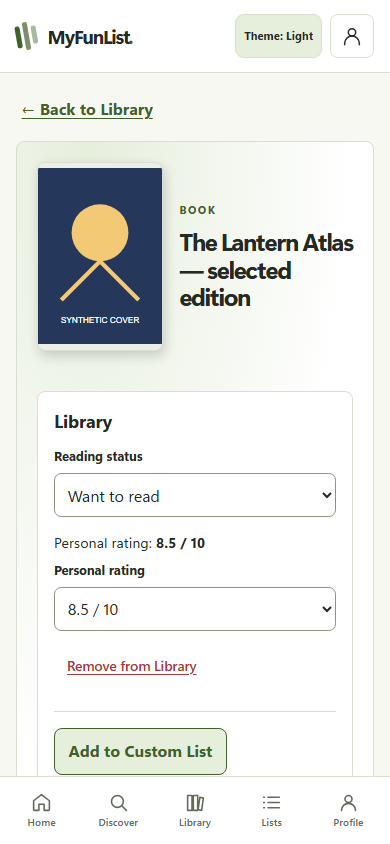 MyFunList.
Theme: Light
← Back to Library
SYNTHETIC COVER
BOOK
The Lantern Atlas
— selected
edition
Library
Reading status
Want to read
Personal rating: 8.5 / 10
Personal rating
8.5 / 10
Remove from Library
Add to Custom List
Home
Discover
Library
Lists
Profile